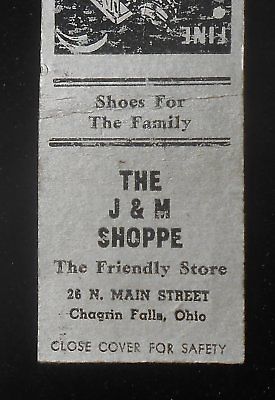 FINE
Shoes For
The Family
THE
J & M
SHOPPE
The Friendly Store
26 N. MAIN STREET
Chagrin Falls, Ohio
CLOSE COVER FOR SAFETY